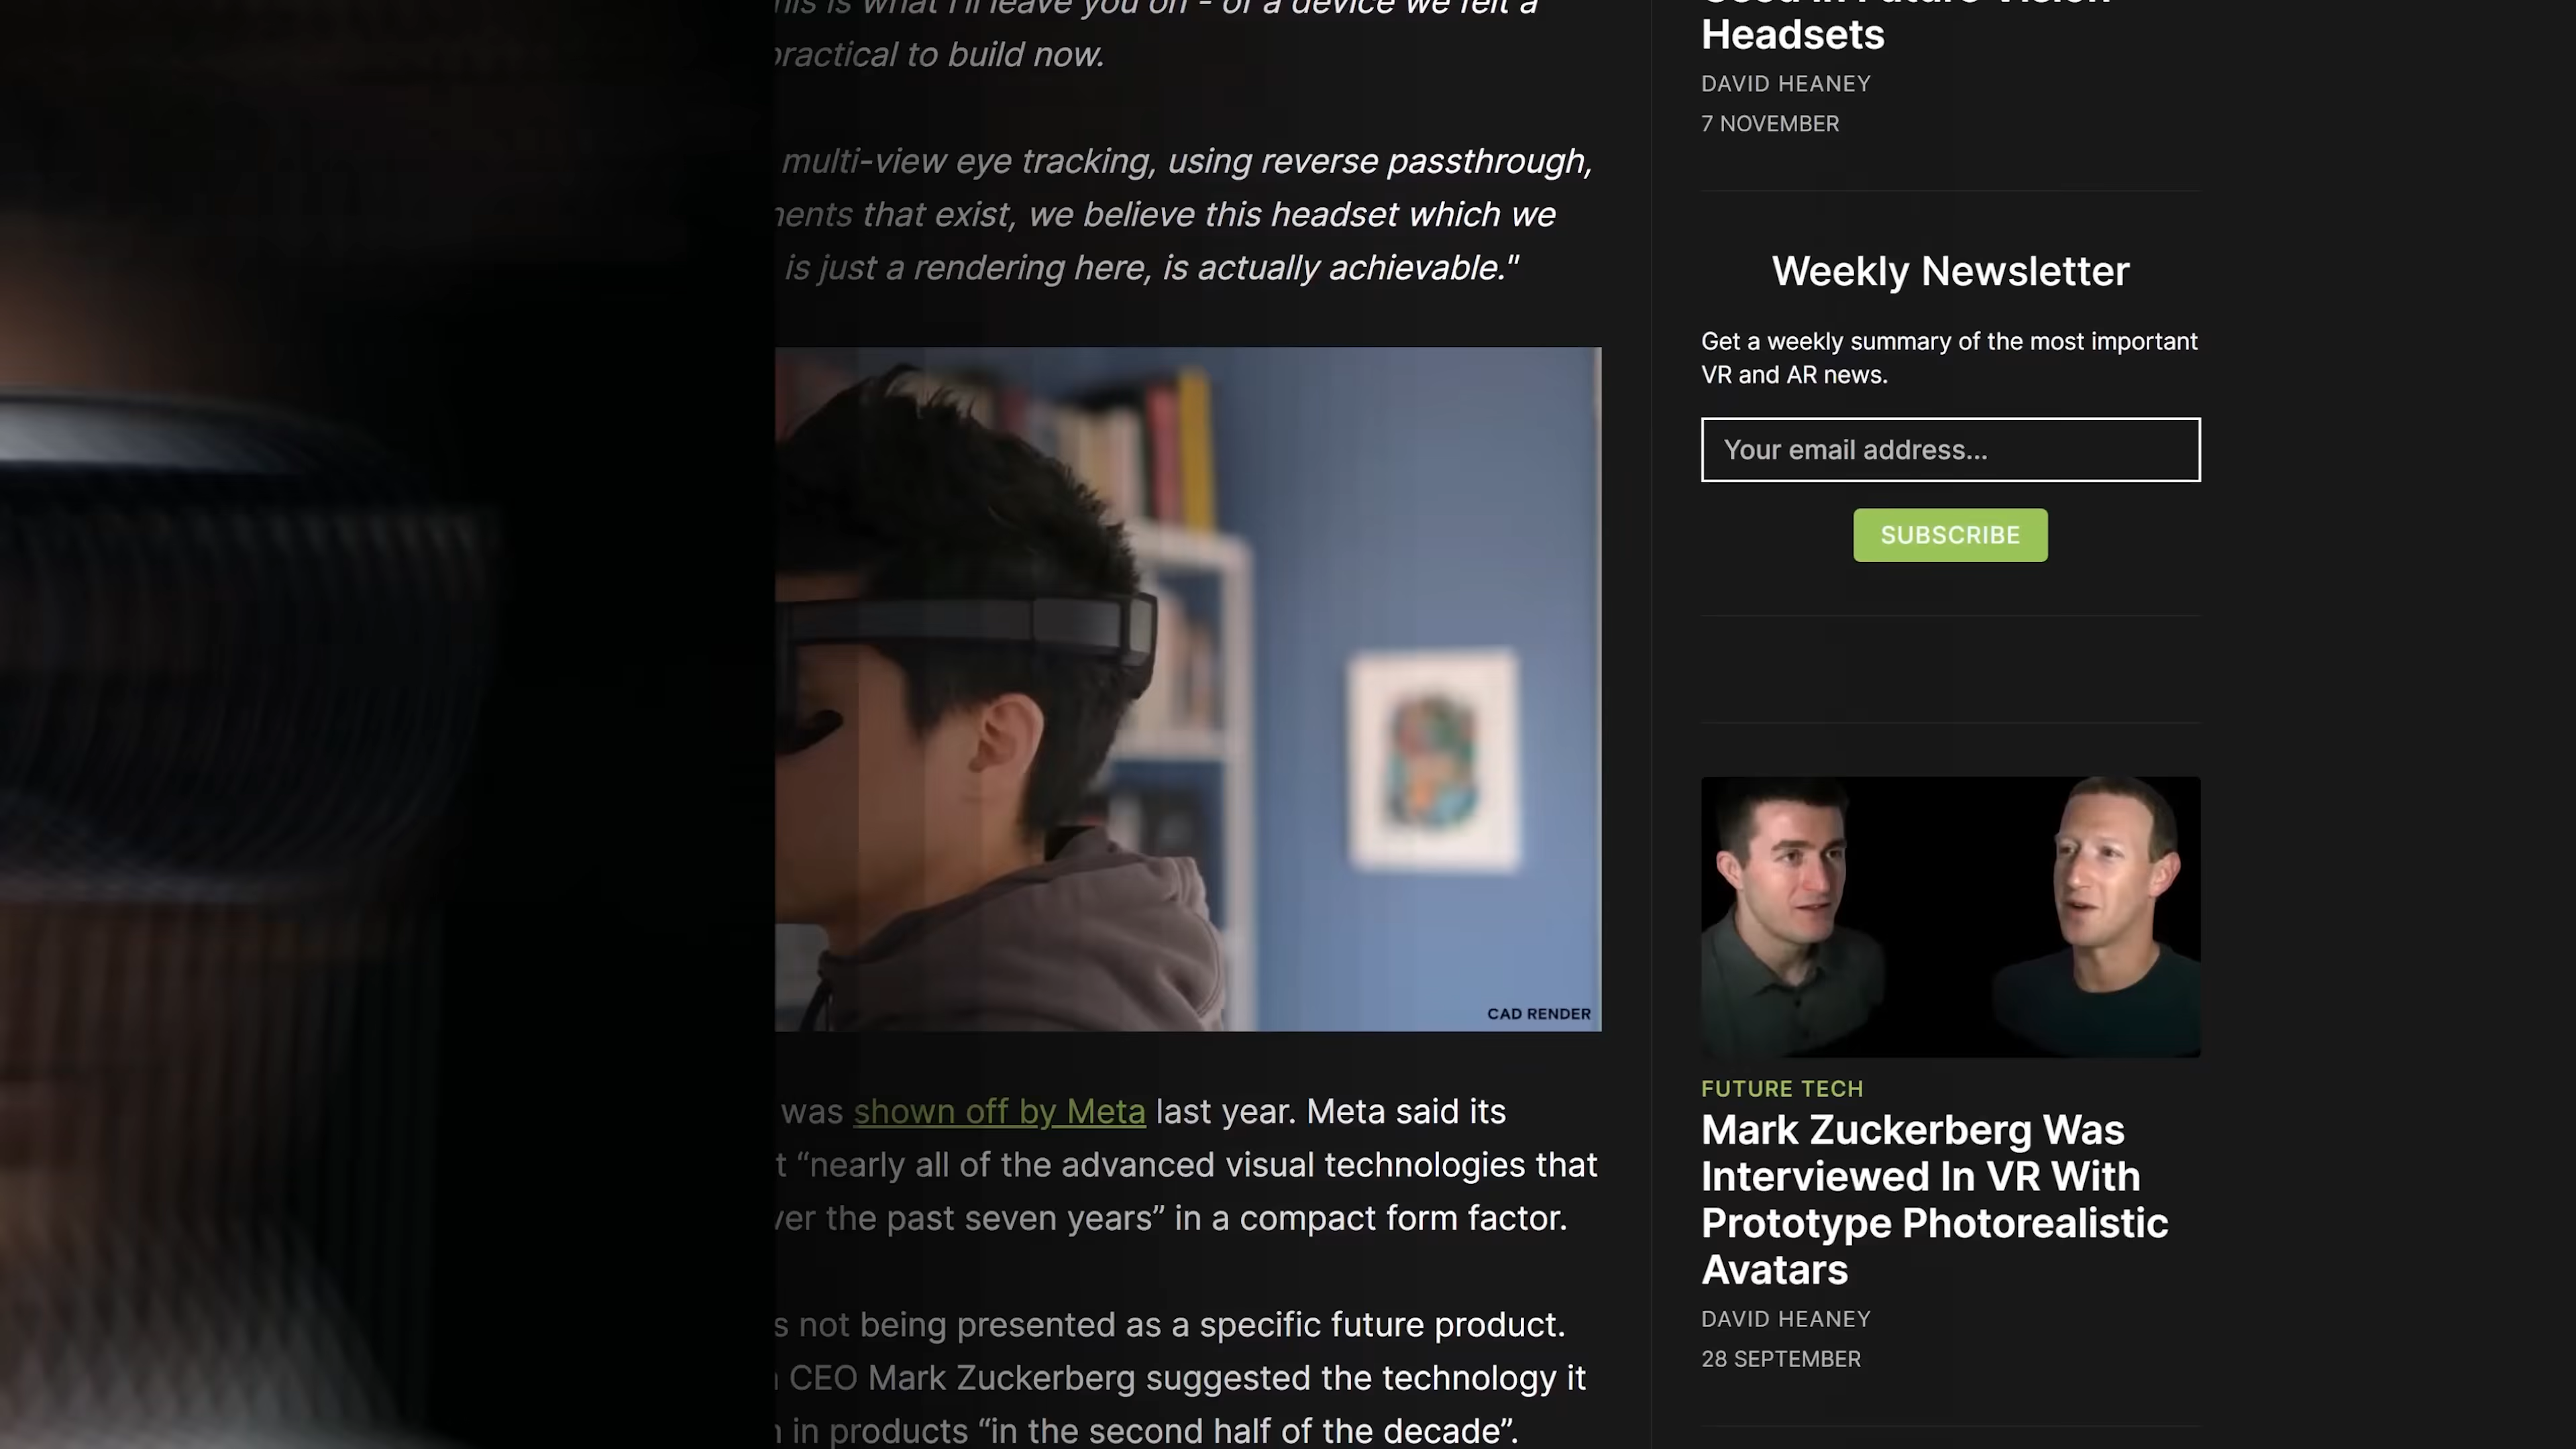 this is what I'll leave you on - of a device we felt a
practical to build now.
multi-view eye tracking, using reverse passthrough,
that exist, we believe this headset which we
is just a rendering here, is actually achievable."
CAD RENDER
was shown off by Meta last year. Meta said its
“nearly all of the advanced visual technologies that
the past seven years” in a compact form factor.
not being presented as a specific future product.
CEO Mark Zuckerberg suggested the technology it
in products “in the second half of the decade”.
Headsets
DAVID HEANEY
7 NOVEMBER
Weekly Newsletter
Get a weekly summary of the most important
VR and AR news.
Your email address...
SUBSCRIBE
FUTURE TECH
Mark Zuckerberg Was
Interviewed In VR With
Prototype Photorealistic
Avatars
DAVID HEANEY
28 SEPTEMBER